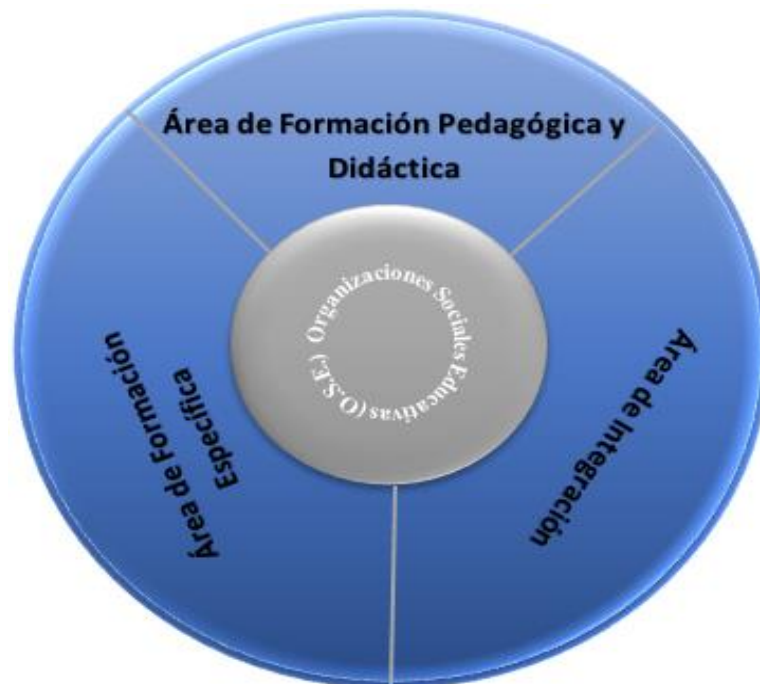 Área de Formación Pedagógica y
Didáctica
Organizaciones Sociales Educativas (O.S.E.)
Área de Formación
Específica
Área de Integración